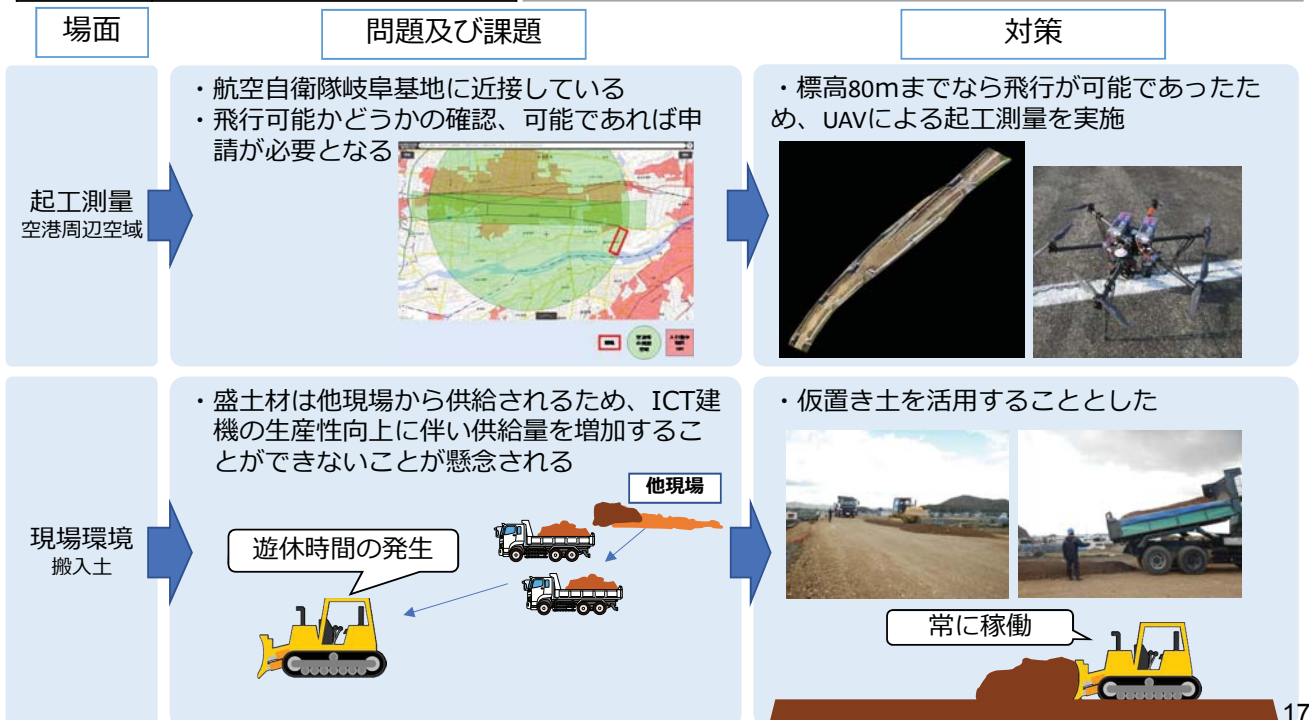 場面
問題及び課題
対策
起工測量
空港周辺空域
・航空自衛隊岐阜基地に近接している
・飛行可能かどうかの確認、可能であれば申
請が必要となる
・標高80mまでなら飛行が可能であったた
め、UAVによる起工測量を実施
現場環境
搬入土
・盛土材は他現場から供給されるため、ICT建
機の生産性向上に伴い供給量を増加するこ
とができないことが懸念される
他現場
遊休時間の発生
・仮置き土を活用することとした
常に稼働
17